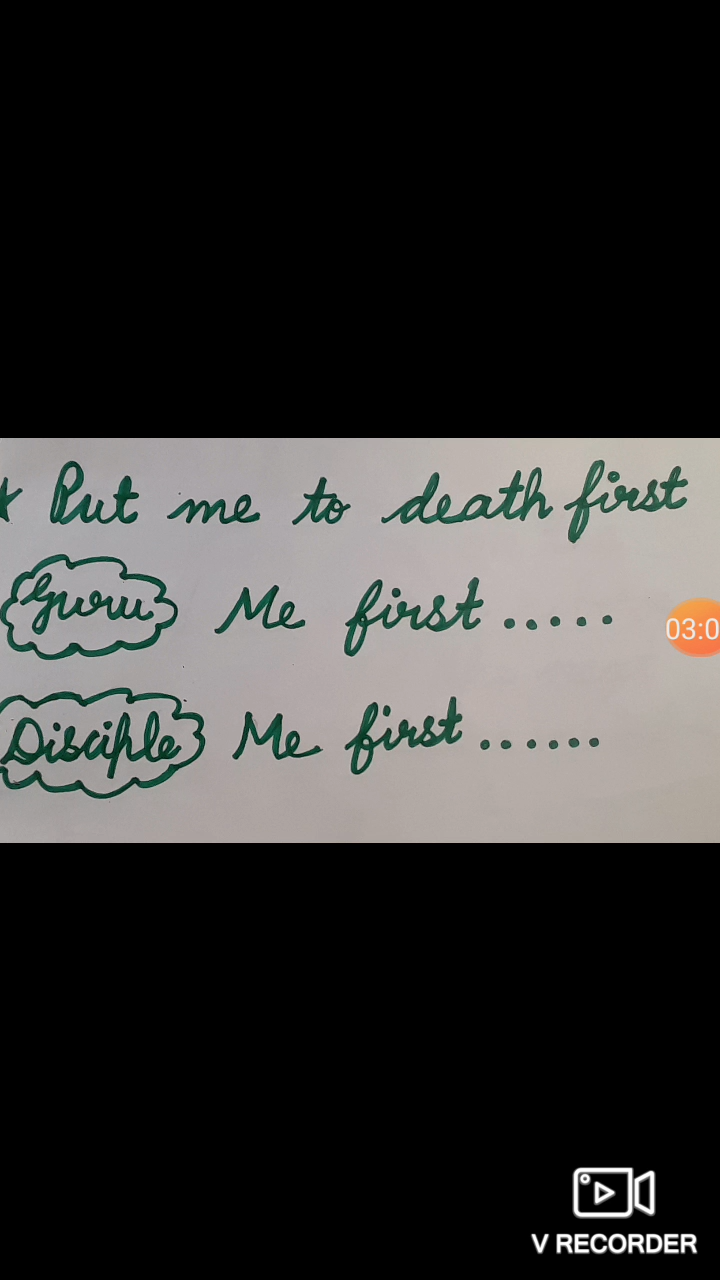 * Put me to death first
Guru Me first .....
03:0
Disciple Me first ......
V RECORDER